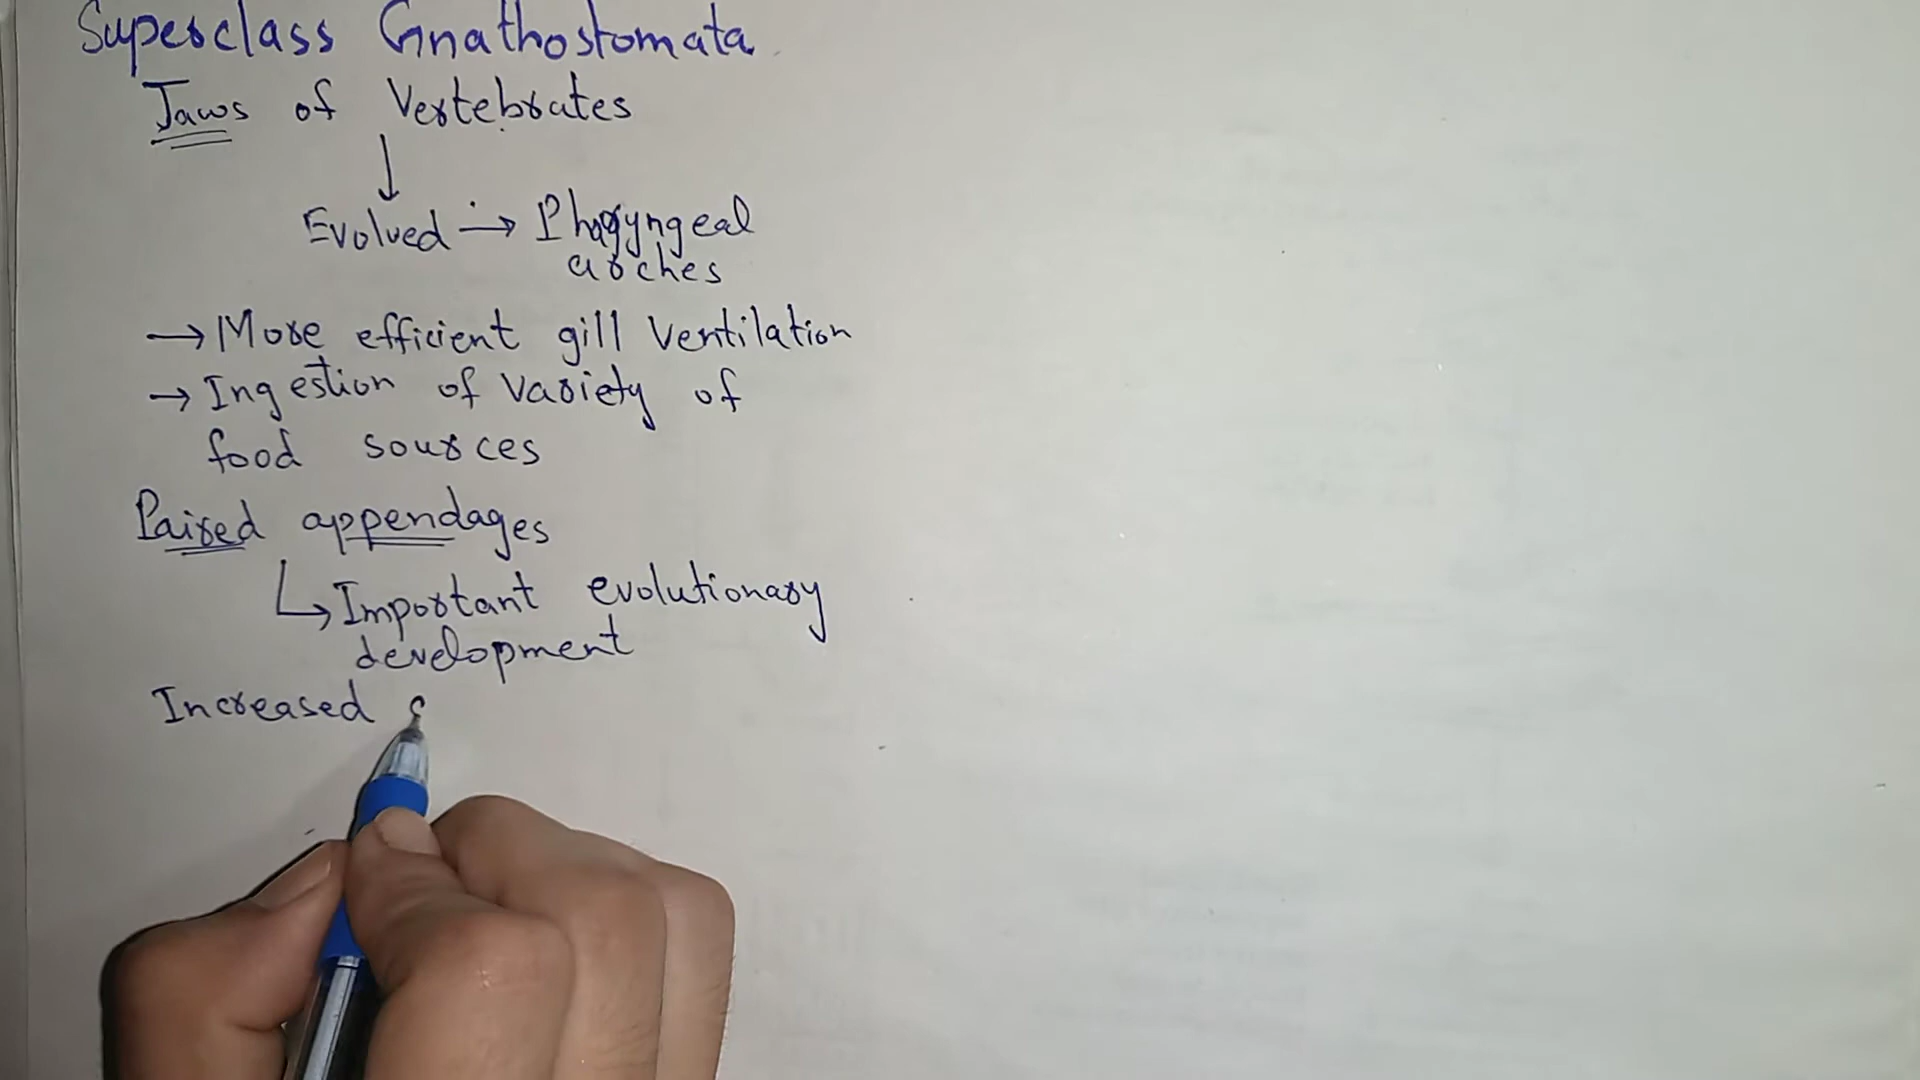 Superclass Gnathostomata
Jaws of Vertebrates
↓
Evolved → Pharyngeal
arches
→ More efficient gill Ventilation
→ Ingestion of Variety of
food sources
Paired appendages
↳ Important evolutionary
development
Increased